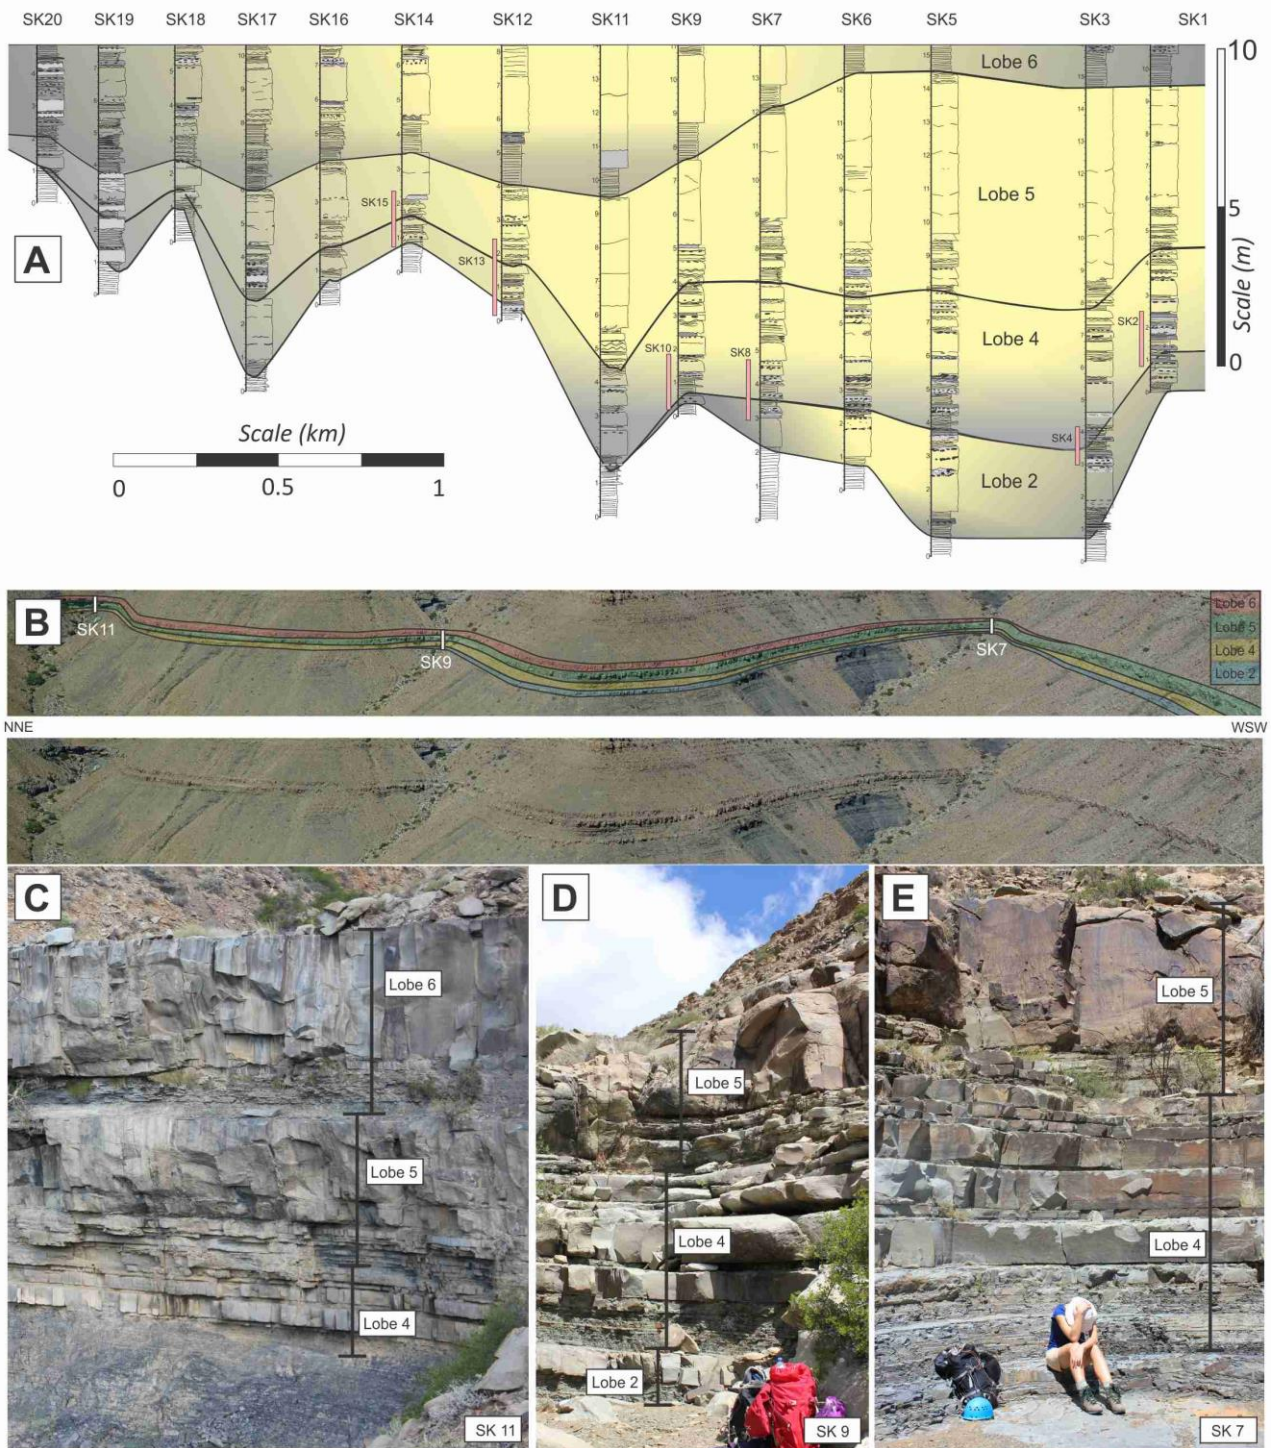 SK20 SK19 SK18 SK17 SK16 SK14 SK12 SK11 SK9 SK7 SK6 SK5 SK3 SK1
Lobe 6
10
Lobe 5
SK15
A
5
SK13
Scale (m)
SK2
SK10
SK8
Lobe 4
0
Scale (km)
SK4
Lobe 2
0 0.5 1
B
SK11
SK9
SK7
Lobe 6
Lobe 5
Lobe 4
Lobe 2
NNE WSW
C
Lobe 6
Lobe 5
Lobe 4
SK 11
D
Lobe 5
Lobe 4
Lobe 2
SK 9
E
Lobe 5
Lobe 4
SK 7